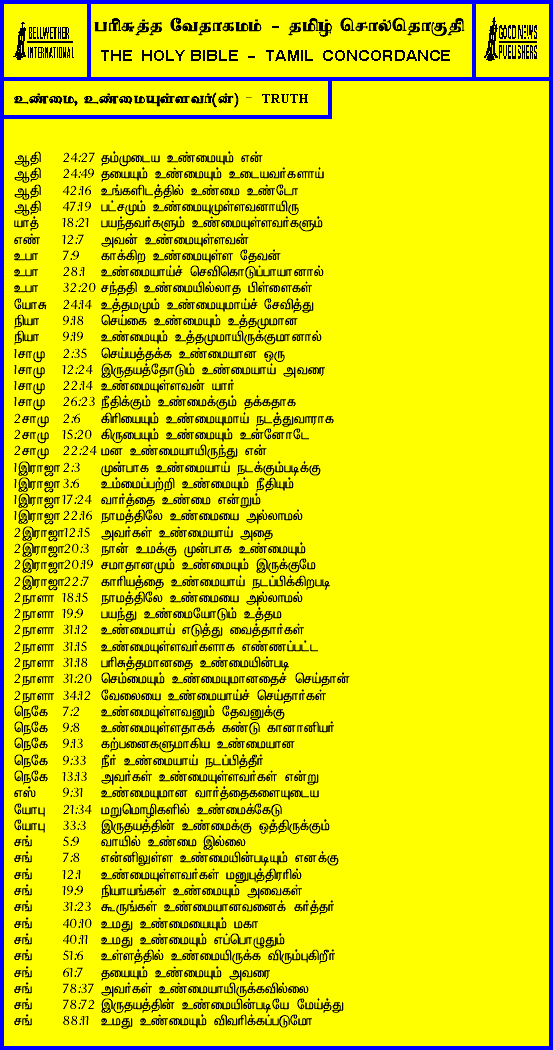 BELLWETHER
INTERNATIONAL
பரிசுத்த வேதாகமம் - தமிழ் சொல்தொகுதி
THE HOLY BIBLE - TAMIL CONCORDANCE
GOOD NEWS
PUBLISHERS
உண்மை, உண்மையுள்ளவர்(ன்) - TRUTH
ஆதி 24:27 தம்முடைய உண்மையும் என்
ஆதி 24:49 தயையும் உண்மையும் உடையவர்களாய்
ஆதி 42:16 உங்களிடத்தில் உண்மை உண்டோ
ஆதி 47:19 பட்சமும் உண்மையுமுள்ளவனாயிரு
யாத் 18:21 பயந்தவர்களும் உண்மையுள்ளவர்களும்
எண் 12:7 அவன் உண்மையுள்ளவன்
உபா 7:9 காக்கிற உண்மையுள்ள தேவன்
உபா 28:1 உண்மையாய்ச் செவிகொடுப்பாயானால்
உபா 32:20 சந்ததி உண்மையில்லாத பிள்ளைகள்
யோசு 24:14 உத்தமமும் உண்மையுமாய்ச் சேவித்து
நியா 9:18 செய்கை உண்மையும் உத்தமுமான
நியா 9:19 உண்மையும் உத்தமுமாயிருக்குமானால்
1சாமு 2:35 செய்யத்தக்க உண்மையான ஒரு
1சாமு 12:24 இருதயத்தோடும் உண்மையாய் அவரை
1சாமு 22:14 உண்மையுள்ளவன் யார்
1சாமு 26:23 நீதிக்கும் உண்மைக்கும் தக்கதாக
2சாமு 2:6 கிரியையும் உண்மையுமாய் நடத்துவாராக
2சாமு 15:20 கிருபையும் உண்மையும் உன்னோடே
2சாமு 22:24 மன உண்மையாயிருந்து என்
1இராஜா 2:3 முன்பாக உண்மையாய் நடக்கும்படிக்கு
1இராஜா 3:6 உம்மைப்பற்றி உண்மையும் நீதியும்
1இராஜா 17:24 வார்த்தை உண்மை என்றும்
1இராஜா 22:16 நாமத்திலே உண்மையை அல்லாமல்
2இராஜா 12:15 அவர்கள் உண்மையாய் அதை
2இராஜா 20:3 நான் உமக்கு முன்பாக உண்மையும்
2இராஜா 20:19 சமாதானமும் உண்மையும் இருக்குமே
2இராஜா 22:7 காரியத்தை உண்மையாய் நடப்பிக்கிறபடி
2நாளா 18:15 நாமத்திலே உண்மையை அல்லாமல்
2நாளா 19:9 பயந்து உண்மையோடும் உத்தம
2நாளா 31:12 உண்மையாய் எடுத்து வைத்தார்கள்
2நாளா 31:15 உண்மையுள்ளவர்களாக எண்ணப்பட்ட
2நாளா 31:18 பரிசுத்தமானதை உண்மையின்படி
2நாளா 31:20 செம்மையும் உண்மையுமானதைச் செய்தான்
2நாளா 34:12 வேலையை உண்மையாய்ச் செய்தார்கள்
நெகே 7:2 உண்மையுள்ளவனும் தேவனுக்கு
நெகே 9:8 உண்மையுள்ளதாகக் கண்டு கானானியர்
நெகே 9:13 கற்பனைகளுமாகிய உண்மையான
நெகே 9:33 நீர் உண்மையாய் நடப்பித்தீர்
நெகே 13:13 அவர்கள் உண்மையுள்ளவர்கள் என்று
எஸ் 9:31 உண்மையுமான வார்த்தைகளையுடைய
யோபு 21:34 மறுமொழிகளில் உண்மைக்கேடு
யோபு 33:3 இருதயத்தின் உண்மைக்கு ஒத்திருக்கும்
சங் 5:9 வாயில் உண்மை இல்லை
சங் 7:8 என்னிலுள்ள உண்மையின்படியும் எனக்கு
சங் 12:1 உண்மையுள்ளவர்கள் மனுபுத்திரரில்
சங் 19:9 நியாயங்கள் உண்மையும் அவைகள்
சங் 31:23 கூருங்கள் உண்மையானவனைக் கர்த்தர்
சங் 40:10 உமது உண்மையையும் மகா
சங் 40:11 உமது உண்மையும் எப்பொழுதும்
சங் 51:6 உள்ளத்தில் உண்மையிருக்க விரும்புகிறீர்
சங் 61:7 தயையும் உண்மையும் அவரை
சங் 78:37 அவர்கள் உண்மையாயிருக்கவில்லை
சங் 78:72 இருதயத்தின் உண்மையின்படியே மேய்த்து
சங் 88:11 உமது உண்மையும் விவரிக்கப்படுமோ